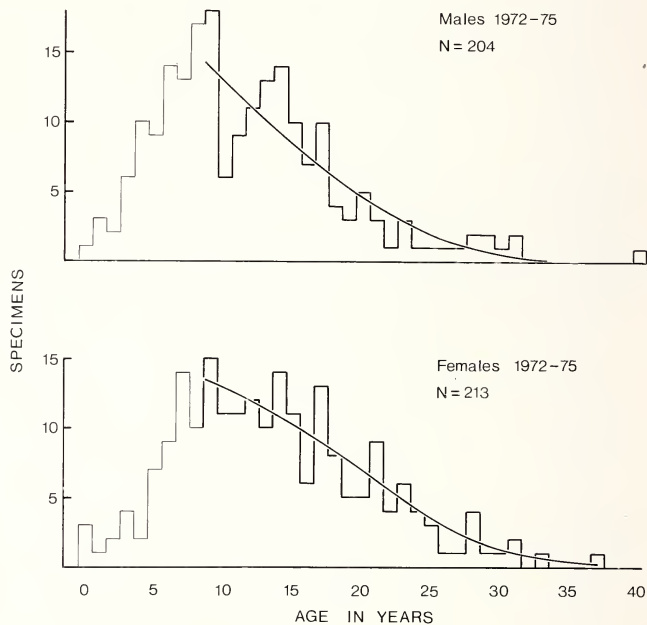 Males 1972-75
N = 204
15
10
5
SPECIMENS
Females 1972-75
N = 213
15
10
5
0 5 10 15 20 25 30 35 40
AGE IN YEARS